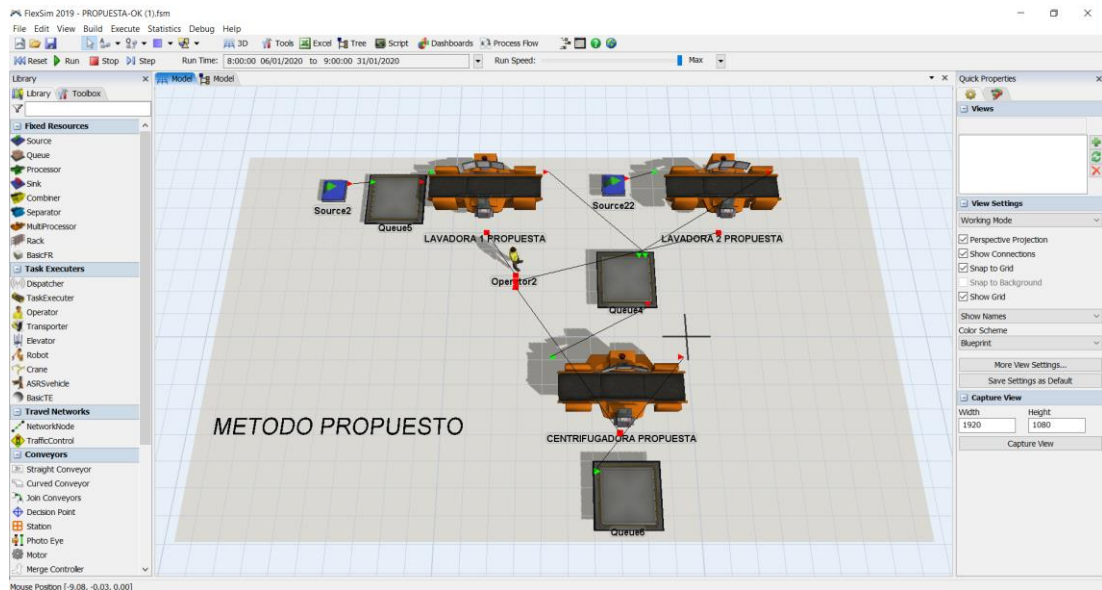 FlexSim 2019 - PROPUESTA-OK (1).fsm
File Edit View Build Execute Statistics Debug Help
3D Tools Excel Tree Script Dashboards Process Flow
Reset Run Stop Step Run Time: 8:00:00 06/01/2020 to 9:00:00 31/01/2020 Run Speed: Max
Library
Library Toolbox
Fixed Resources
Source
Queue
Processor
Sink
Combiner
Separator
MultiProcessor
Rack
BasicFR
Task Executers
Dispatcher
TaskExecuter
Operator
Transporter
Elevator
Robot
Crane
ASRSvehicle
BasicTE
Travel Networks
NetworkNode
TrafficControl
Conveyors
Straight Conveyor
Curved Conveyor
Join Conveyors
Decision Point
Station
Photo Eye
Motor
Merge Controller
Model Model
Source2
Queue5
LAVADORA 1 PROPUESTA
Source22
LAVADORA 2 PROPUESTA
Operator2
Queue4
METODO PROPUESTO
CENTRIFUGADORA PROPUESTA
Queue6
Quick Properties
Views
View Settings
Working Mode
Perspective Projection
Show Connections
Snap to Grid
Snap to Background
Show Grid
Show Names
Color Scheme
Blueprint
More View Settings...
Save Settings as Default
Capture View
Width Height
1920 1080
Capture View
Mouse Position [-9.08, -0.03, 0.00]